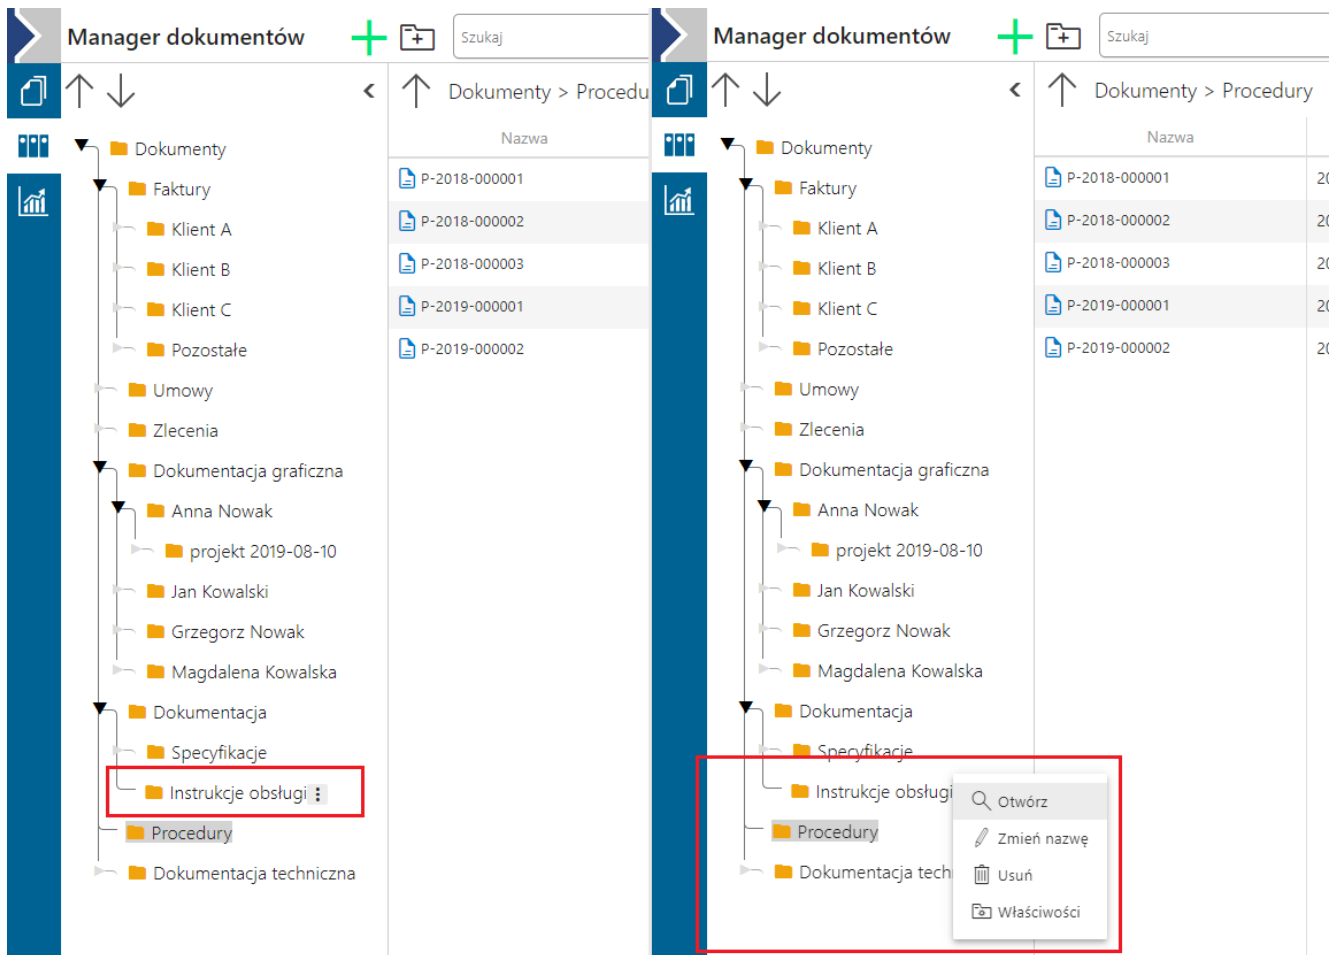 Manager dokumentów
Szukaj
Dokumenty > Procedu
Nazwa
Dokumenty
Faktury
Klient A
Klient B
Klient C
Pozostałe
Umowy
Zlecenia
Dokumentacja graficzna
Anna Nowak
projekt 2019-08-10
Jan Kowalski
Grzegorz Nowak
Magdalena Kowalska
Dokumentacja
Specyfikacje
Instrukcje obsługi
Procedury
Dokumentacja techniczna
P-2018-000001
P-2018-000002
P-2018-000003
P-2019-000001
P-2019-000002
Manager dokumentów
Szukaj
Dokumenty > Procedury
Nazwa
Dokumenty
Faktury
Klient A
Klient B
Klient C
Pozostałe
Umowy
Zlecenia
Dokumentacja graficzna
Anna Nowak
projekt 2019-08-10
Jan Kowalski
Grzegorz Nowak
Magdalena Kowalska
Dokumentacja
Specyfikacje
Instrukcje obsługi
Procedury
Dokumentacja tech
Otwórz
Zmień nazwę
Usuń
Właściwości
P-2018-000001 20
P-2018-000002 20
P-2018-000003 20
P-2019-000001 20
P-2019-000002 20